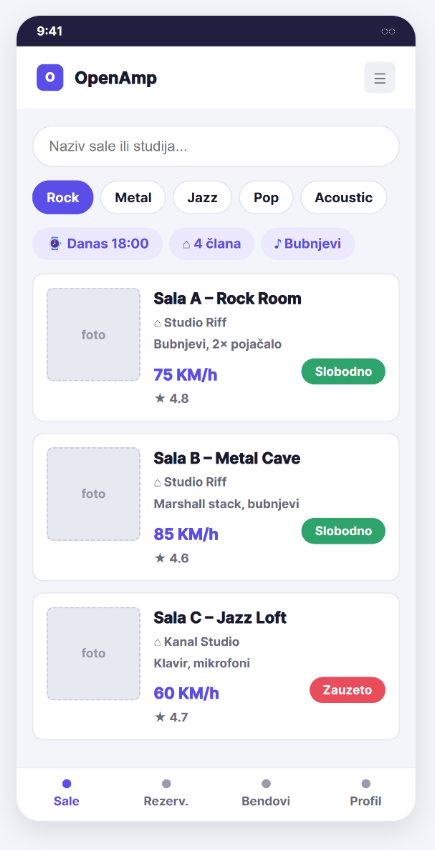 9:41
O OpenAmp
Naziv sale ili studija...
Rock Metal Jazz Pop Acoustic
Danas 18:00 4 člana ♪ Bubnjevi
Sala A – Rock Room
Studio Riff
Bubnjevi, 2× pojačalo
foto
75 KM/h Slobodno
★ 4.8
Sala B – Metal Cave
Studio Riff
Marshall stack, bubnjevi
foto
85 KM/h Slobodno
★ 4.6
Sala C – Jazz Loft
Kanal Studio
Klavir, mikrofoni
foto
60 KM/h Zauzeto
★ 4.7
Sale Rezerv. Bendovi Profil